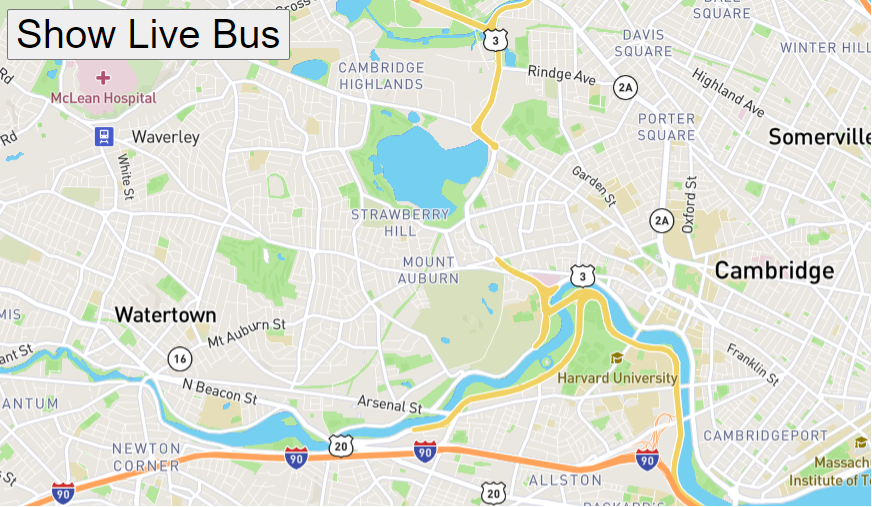 Show Live Bus
SQUARE
DAVIS
SQUARE
WINTER HILL
3
CAMBRIDGE
HIGHLANDS
Rindge Ave
2A
Highland Ave
McLean Hospital
Rd
Rd
Waverley
PORTER
SQUARE
Somerville
White St
Garden St
Oxford St
STRAWBERRY
HILL
2A
MOUNT
AUBURN
3
Cambridge
Watertown
Mt Auburn St
16
Franklin St
Harvard University
N Beacon St
Arsenal St
NEWTON
CORNER
20
90
90
90
90
CAMBRIDGEPORT
Massach
Institute of Te
ALLSTON
20